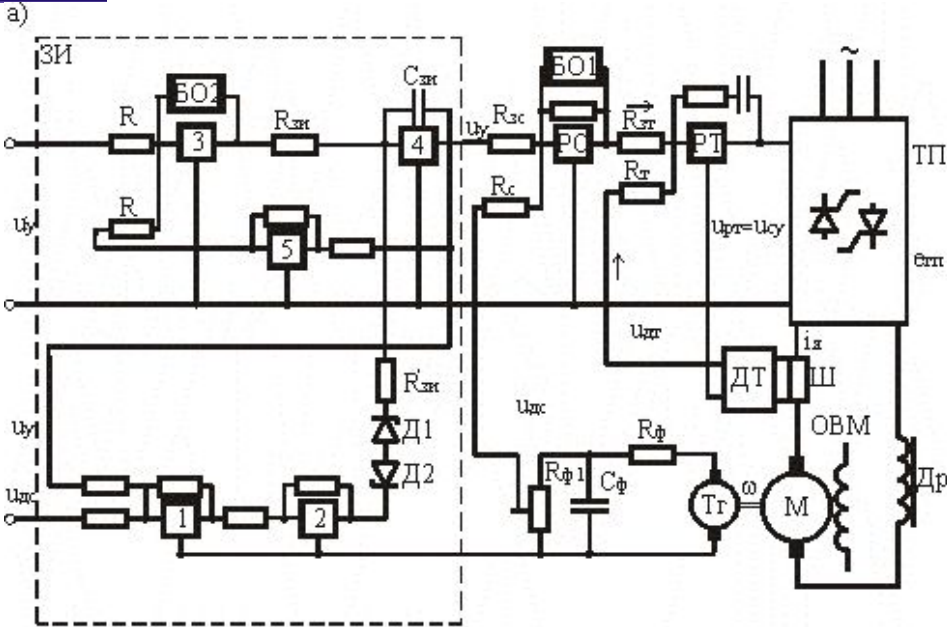 а)
ЗИ
БО2
R
3
Rзи
Cзи
4
uу
Rзс
БО1
РС
Rзт
РТ
~
ТП
R
5
Rс
Rт
uу
uрт=uсу
eтп
uдт
iя
ДТ
Ш
R'зи
Д1
Д2
uдс
uу
uдс
1
2
Rф1
Cф
Rф
Тг
ω
М
ОВМ
Др